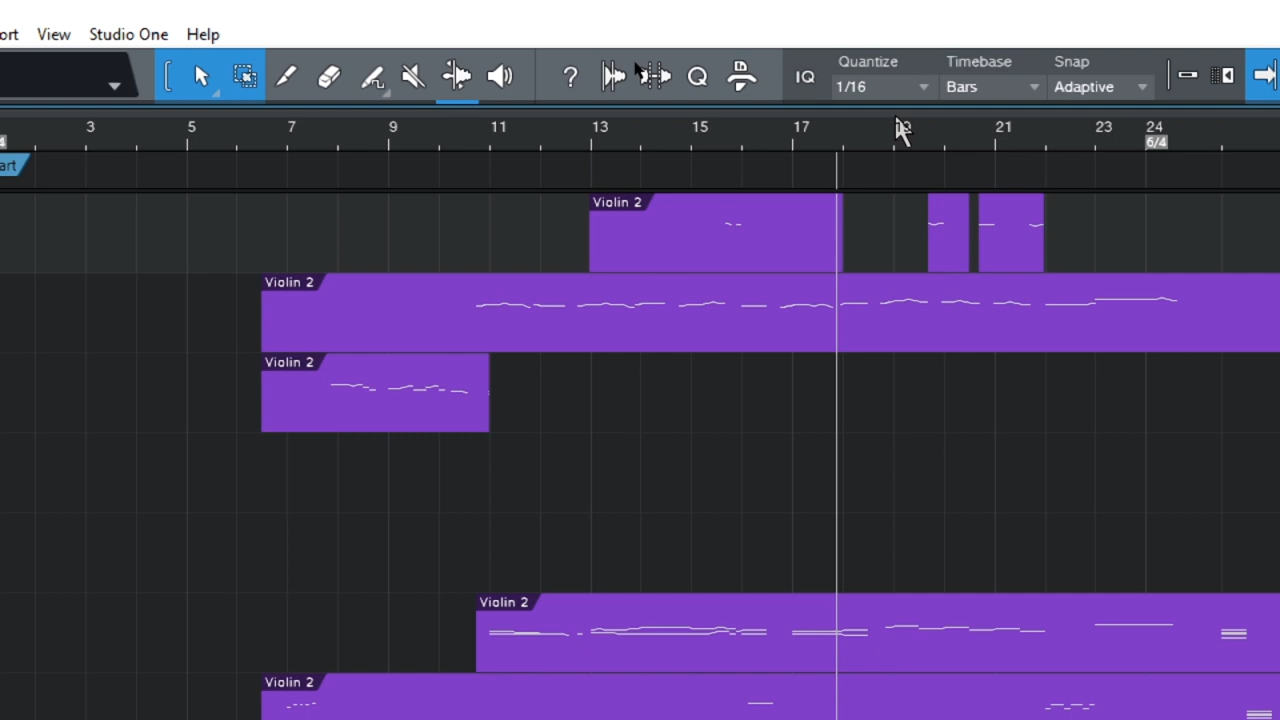 ort View Studio One Help
Quantize Timebase Snap
IQ 1/16 Bars Adaptive
3 5 7 9 11 13 15 17 21 23 24
4 6/4
art
Violin 2
Violin 2
Violin 2
Violin 2
Violin 2